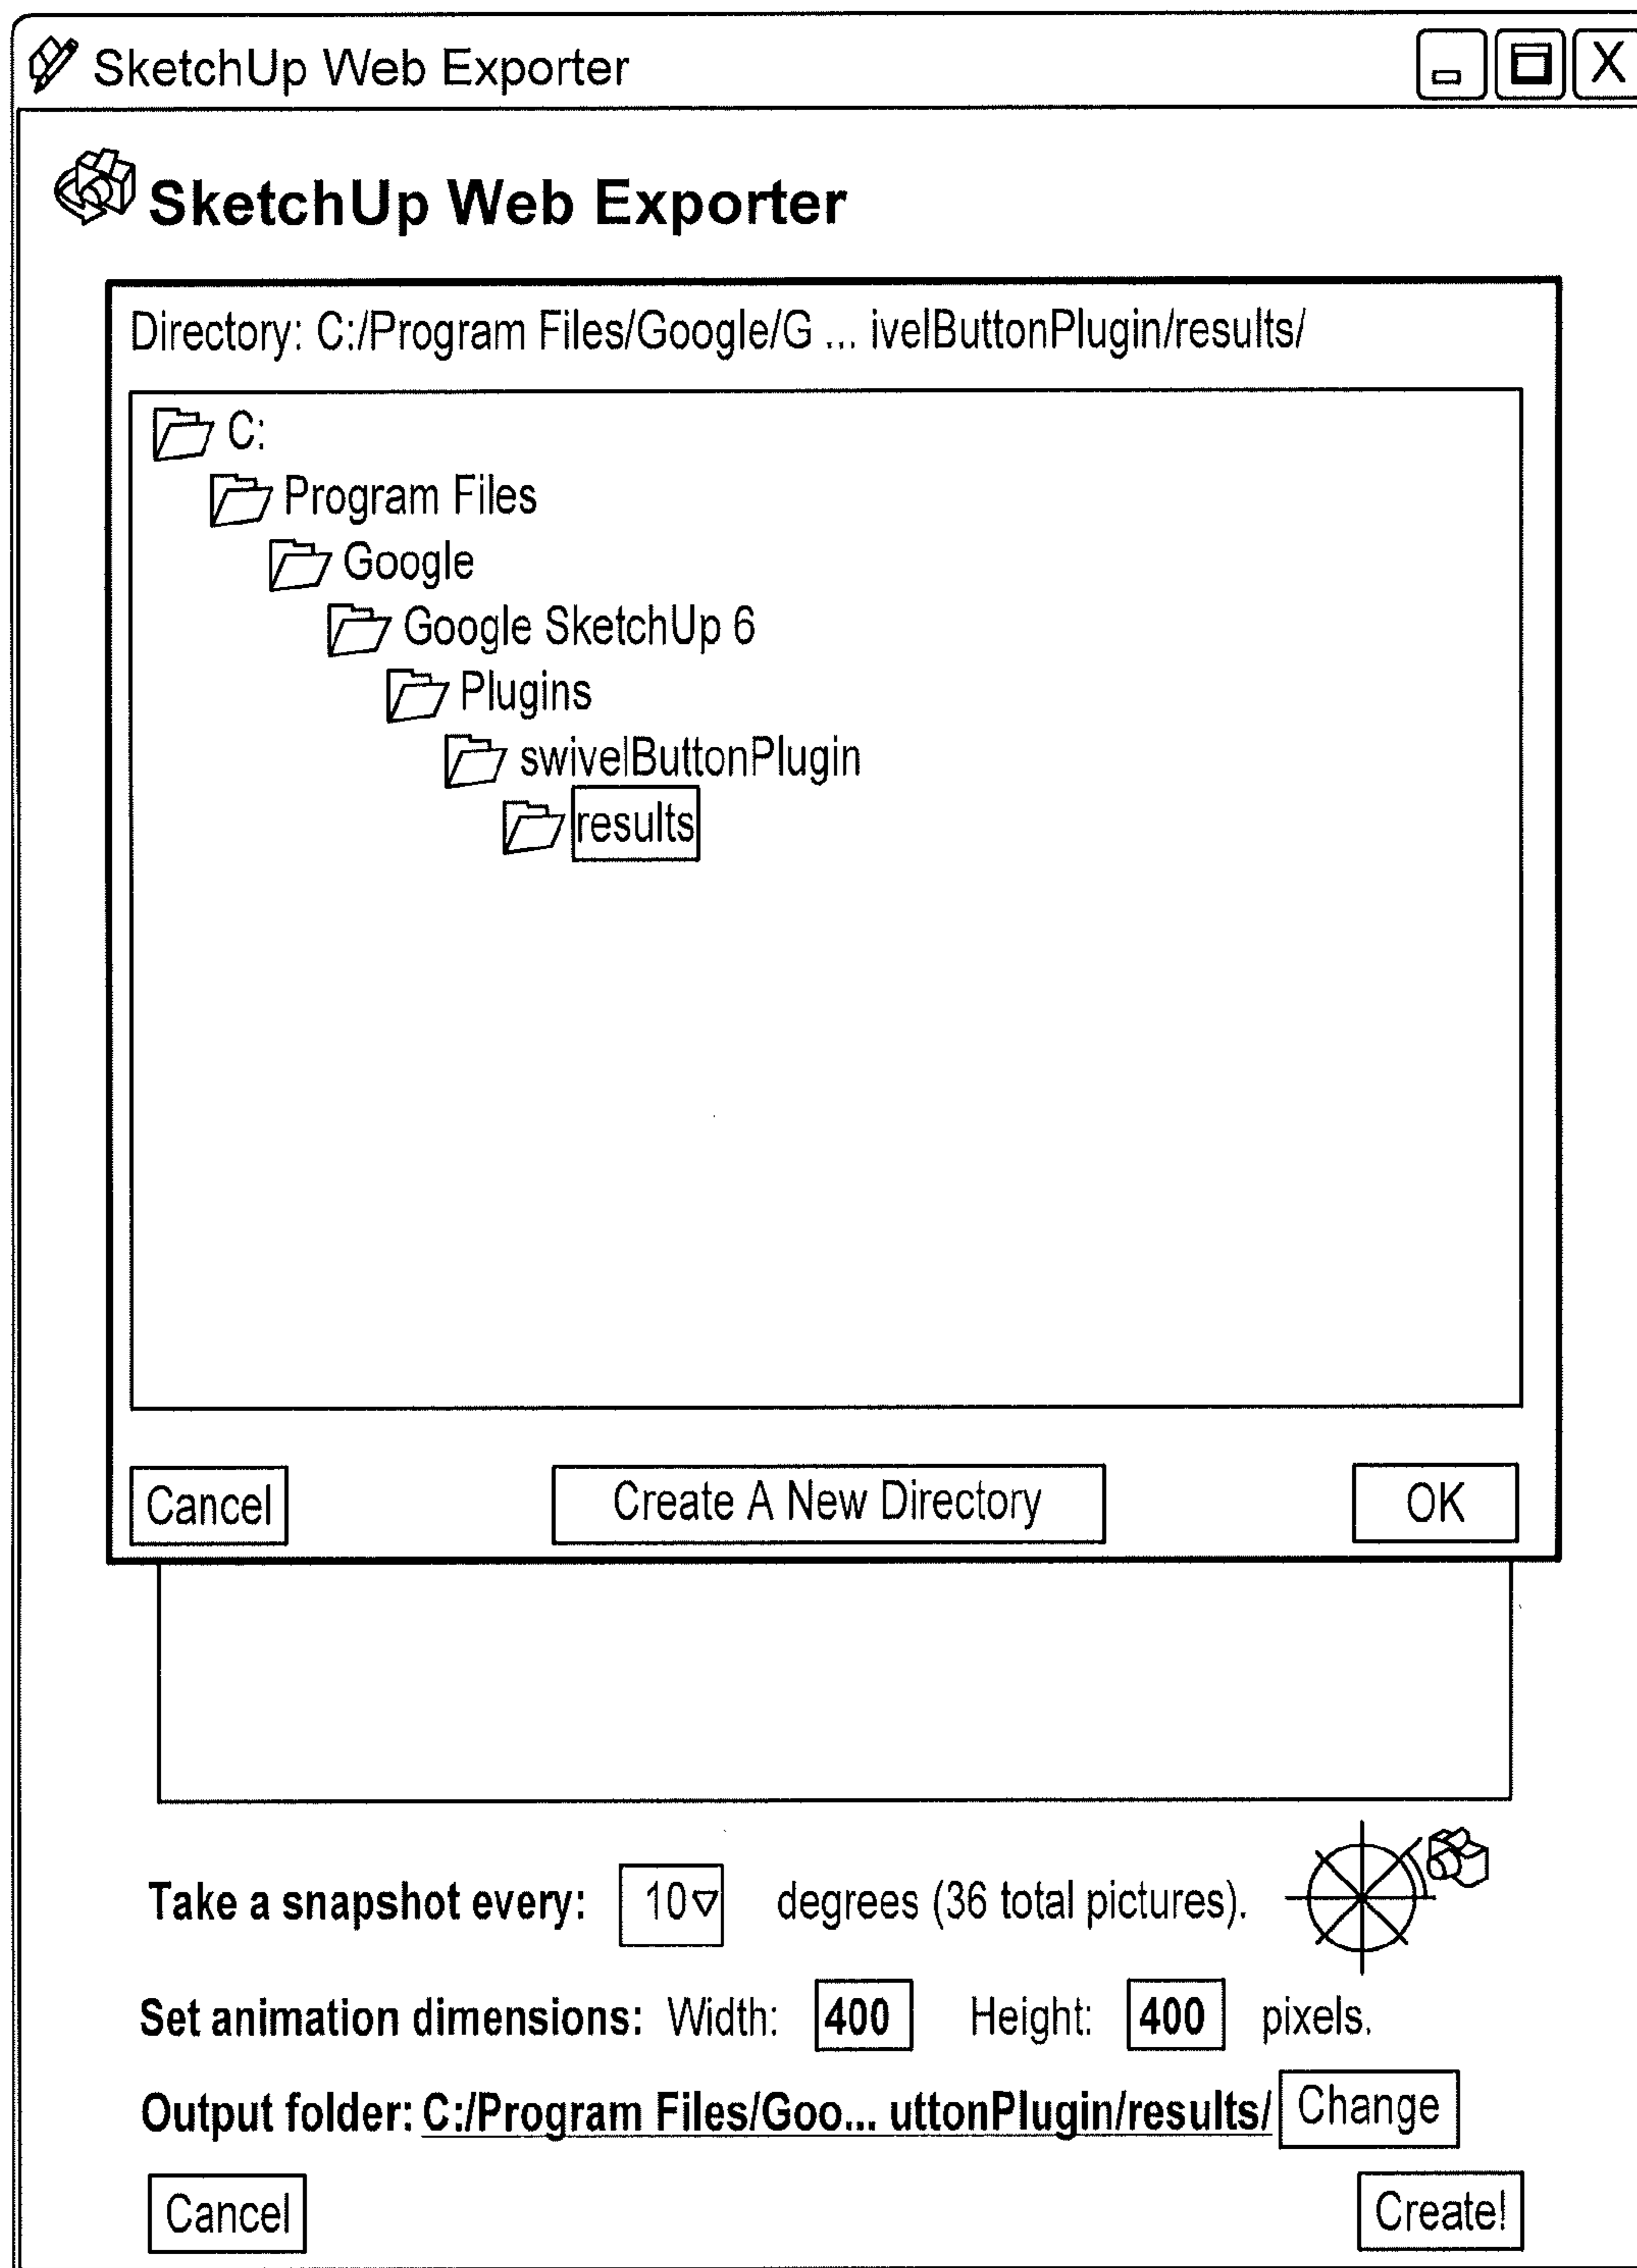 SketchUp Web Exporter
X
SketchUp Web Exporter
Directory: C:/Program Files/Google/G ... ivelButtonPlugin/results/
C:
Program Files
Google
Google SketchUp 6
Plugins
swivelButtonPlugin
results
Cancel Create A New Directory OK
Take a snapshot every: 10 degrees (36 total pictures).
Set animation dimensions: Width: 400 Height: 400 pixels.
Output folder: C:/Program Files/Goo... uttonPlugin/results/ Change
Cancel Create!